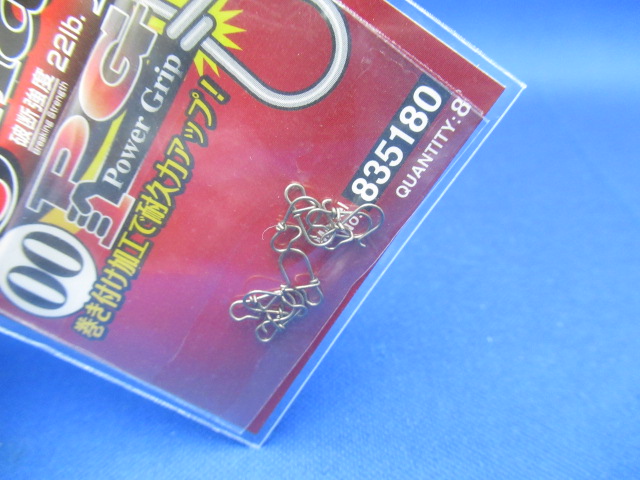 破断強度 22lb.
Breaking Strength
PG
Power Grip
00
巻き付け加工で耐久力アップ!
835180
QUANTITY:8